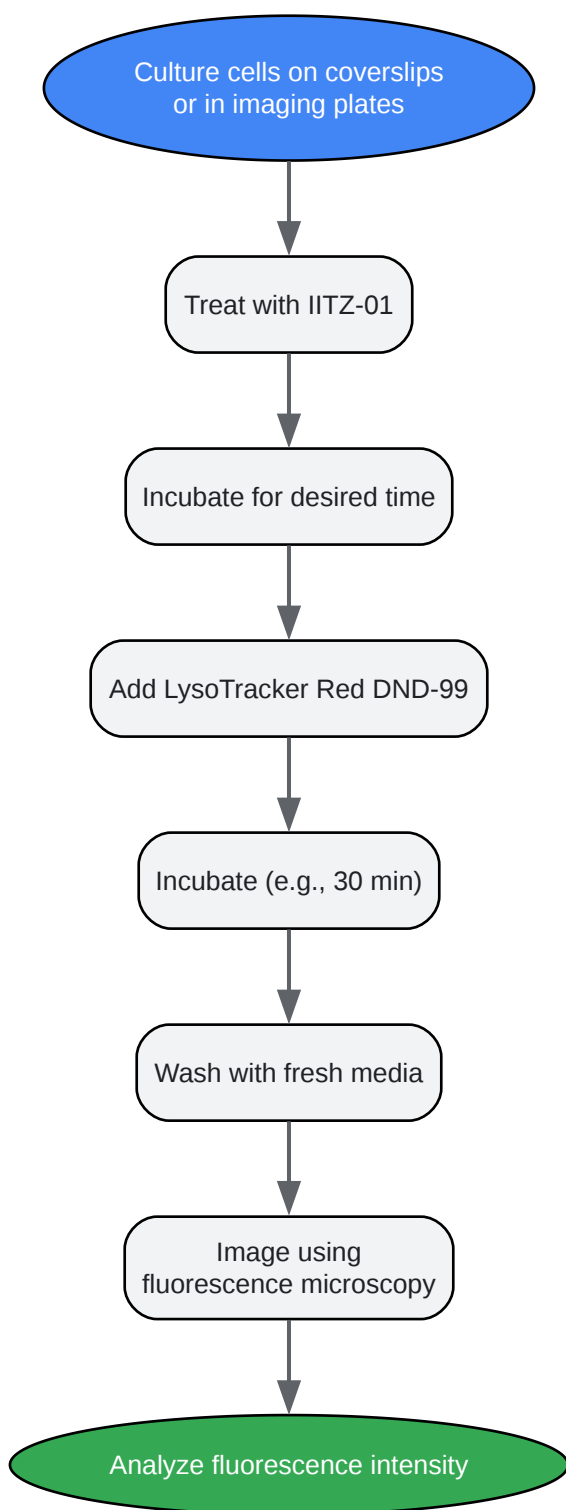 Culture cells on coverslips
or in imaging plates
Treat with IITZ-01
Incubate for desired time
Add LysoTracker Red DND-99
Incubate (e.g., 30 min)
Wash with fresh media
Image using
fluorescence microscopy
Analyze fluorescence intensity